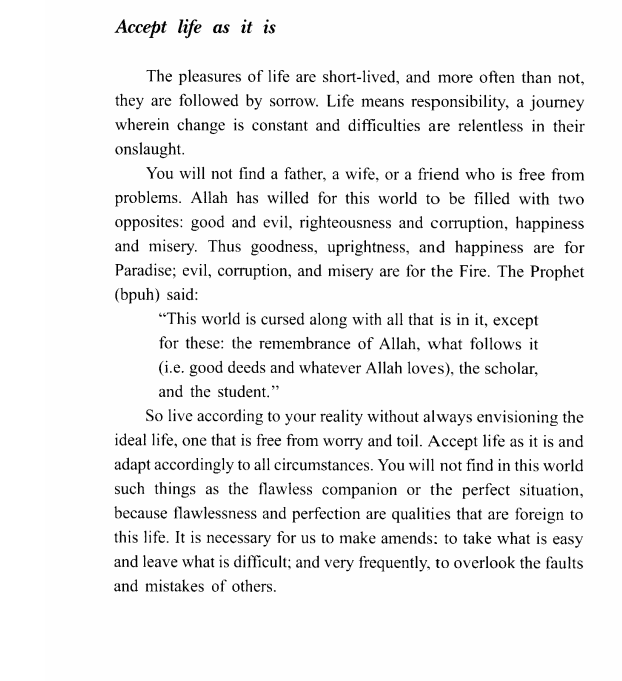 Accept life as it is
The pleasures of life are short-lived, and more often than not,
they are followed by sorrow. Life means responsibility, a journey
wherein change is constant and difficulties are relentless in their
onslaught.
You will not find a father, a wife, or a friend who is free from
problems. Allah has willed for this world to be filled with two
opposites: good and evil, righteousness and corruption, happiness
and misery. Thus goodness, uprightness, and happiness are for
Paradise; evil, corruption, and misery are for the Fire. The Prophet
(bpuh) said:
“This world is cursed along with all that is in it, except
for these: the remembrance of Allah, what follows it
(i.e. good deeds and whatever Allah loves), the scholar,
and the student.”
So live according to your reality without always envisioning the
ideal life, one that is free from worry and toil. Accept life as it is and
adapt accordingly to all circumstances. You will not find in this world
such things as the flawless companion or the perfect situation,
because flawlessness and perfection are qualities that are foreign to
this life. It is necessary for us to make amends: to take what is easy
and leave what is difficult; and very frequently, to overlook the faults
and mistakes of others.